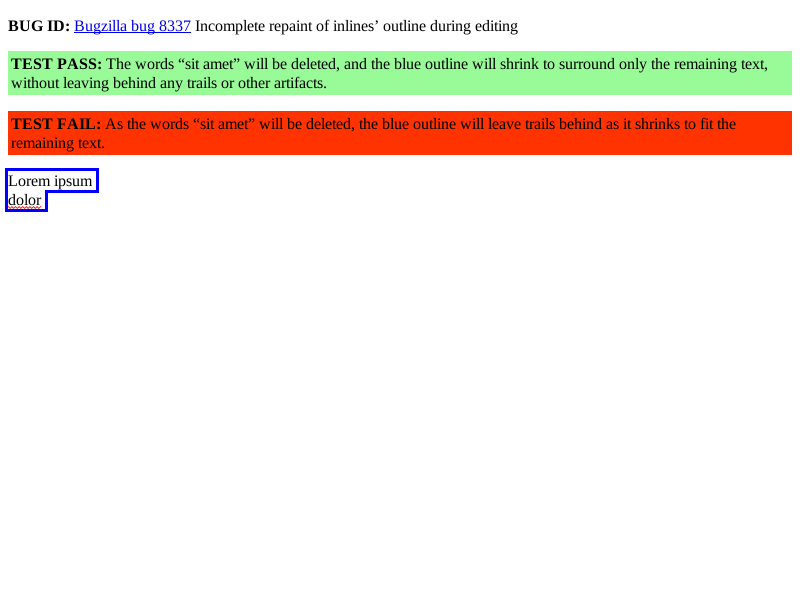 BUG ID: Bugzilla bug 8337 Incomplete repaint of inlines’ outline during editing
TEST PASS: The words “sit amet” will be deleted, and the blue outline will shrink to surround only the remaining text,
without leaving behind any trails or other artifacts.
TEST FAIL: As the words “sit amet” will be deleted, the blue outline will leave trails behind as it shrinks to fit the
remaining text.
Lorem ipsum
dolor